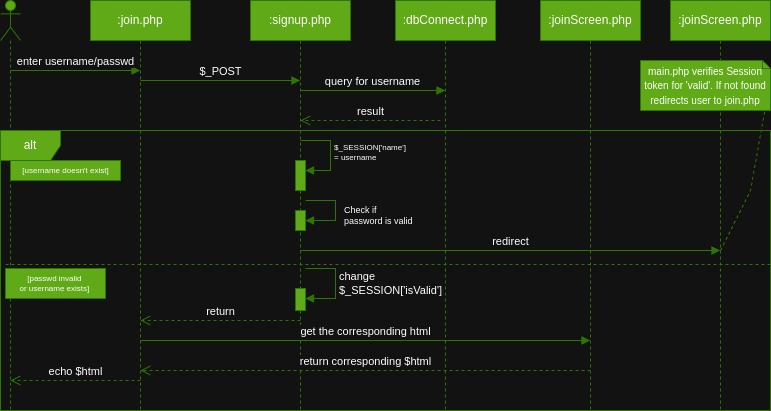 :join.php
:signup.php
:dbConnect.php
:joinScreen.php
:joinScreen.php
enter username/passwd
$_POST
query for username
result
main.php verifies Session
token for 'valid'. If not found
redirects user to join.php
alt
[username doesn't exist]
$_SESSION['name']
= username
Check if
password is valid
redirect
[passwd invalid
or username exists]
change
$_SESSION['isValid']
return
get the corresponding html
return corresponding $html
echo $html